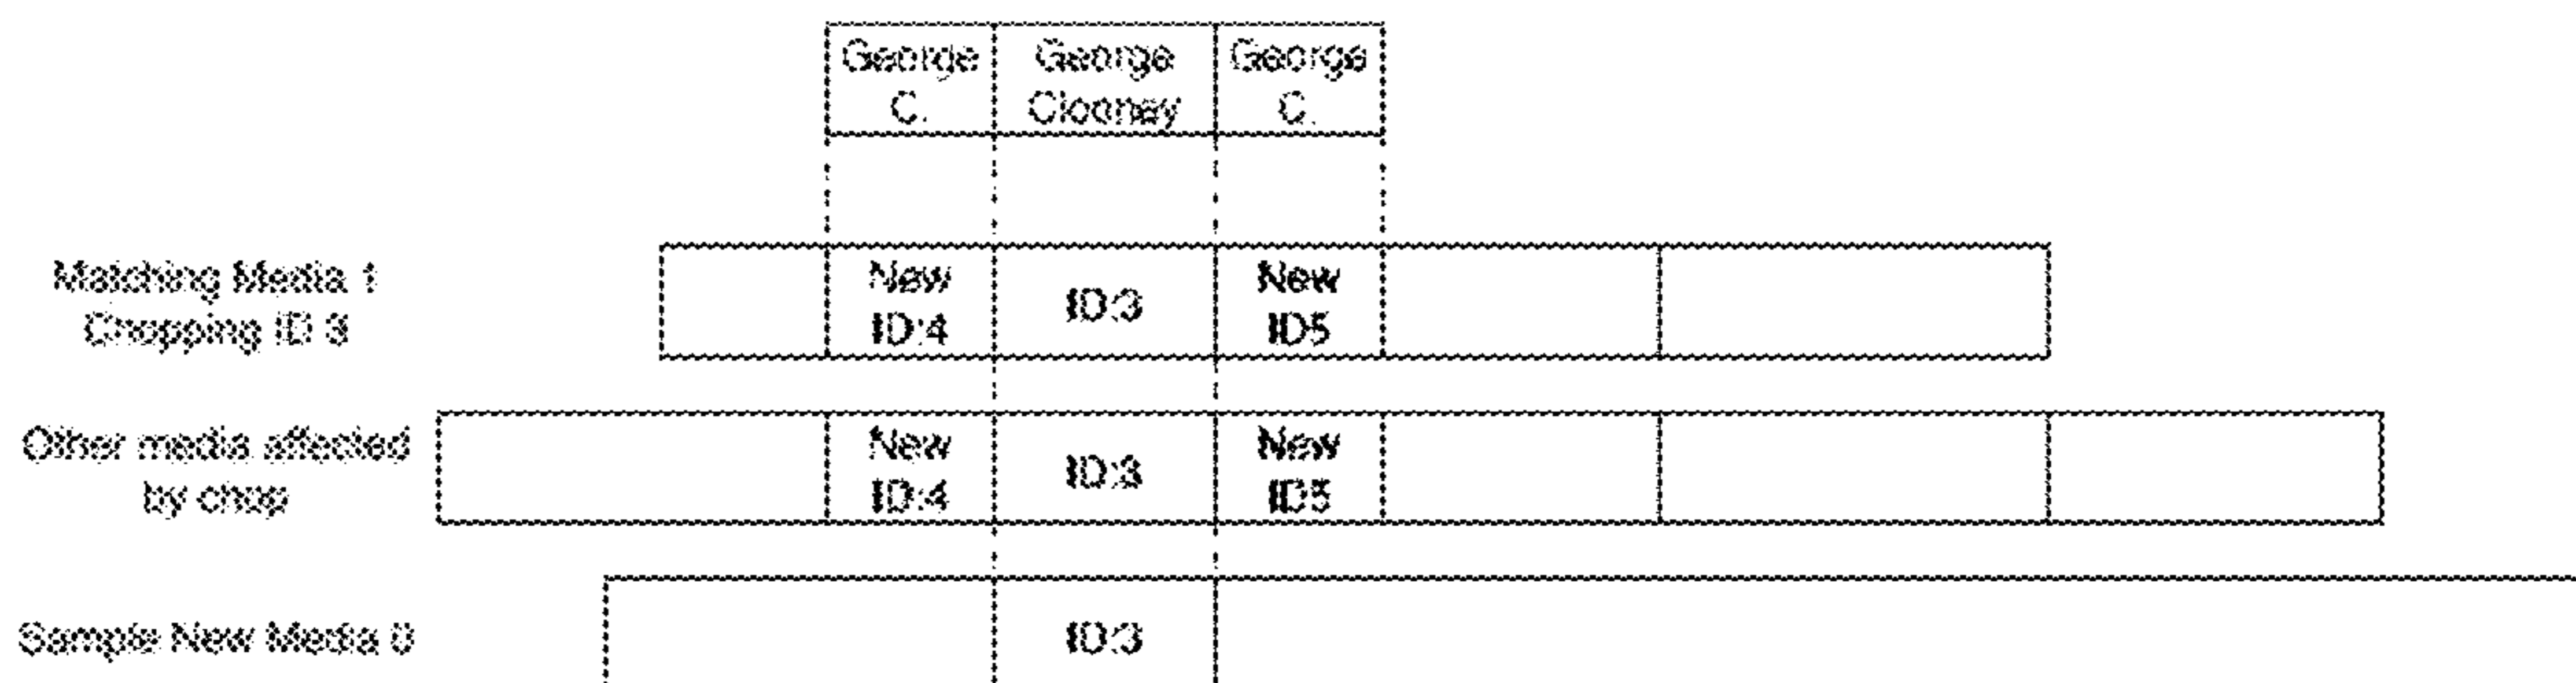 George George George
C. Clooney C.
Matching Media 1
Chopping ID 3
New
ID:4
ID:3
New
ID5
Other media affected
by chop
New
ID:4
ID:3
New
ID5
Sample New Media 0
ID:3